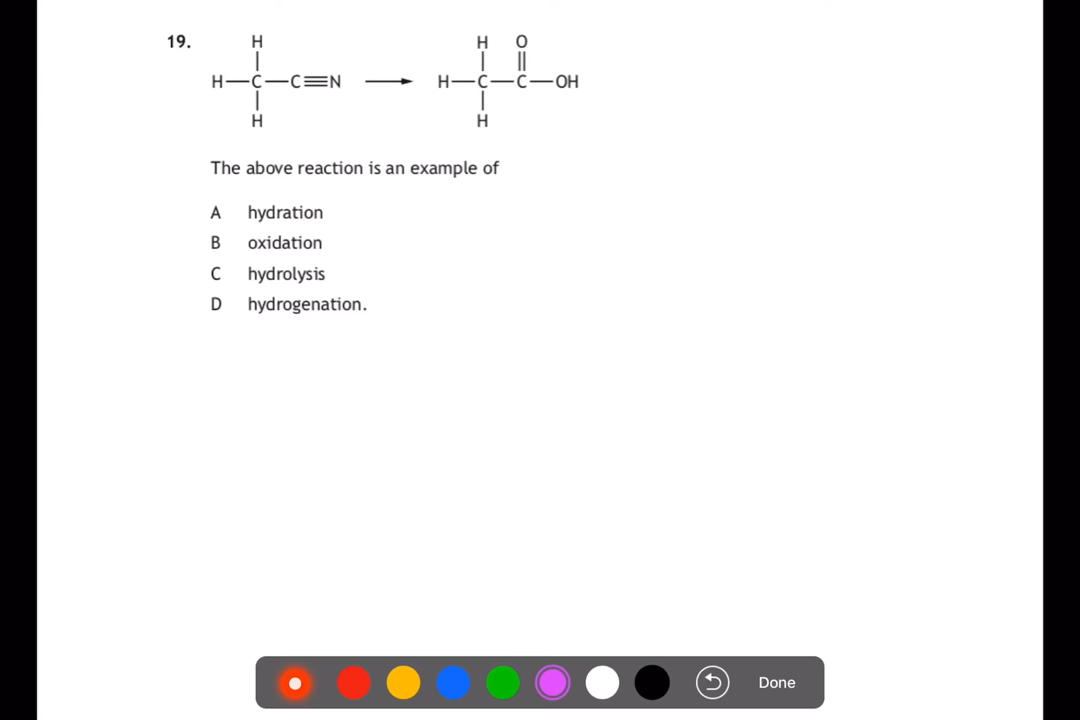 19. H H O
H—C—C≡N ⟶ H—C—C—OH
H H
The above reaction is an example of
A hydration
B oxidation
C hydrolysis
D hydrogenation.
Done